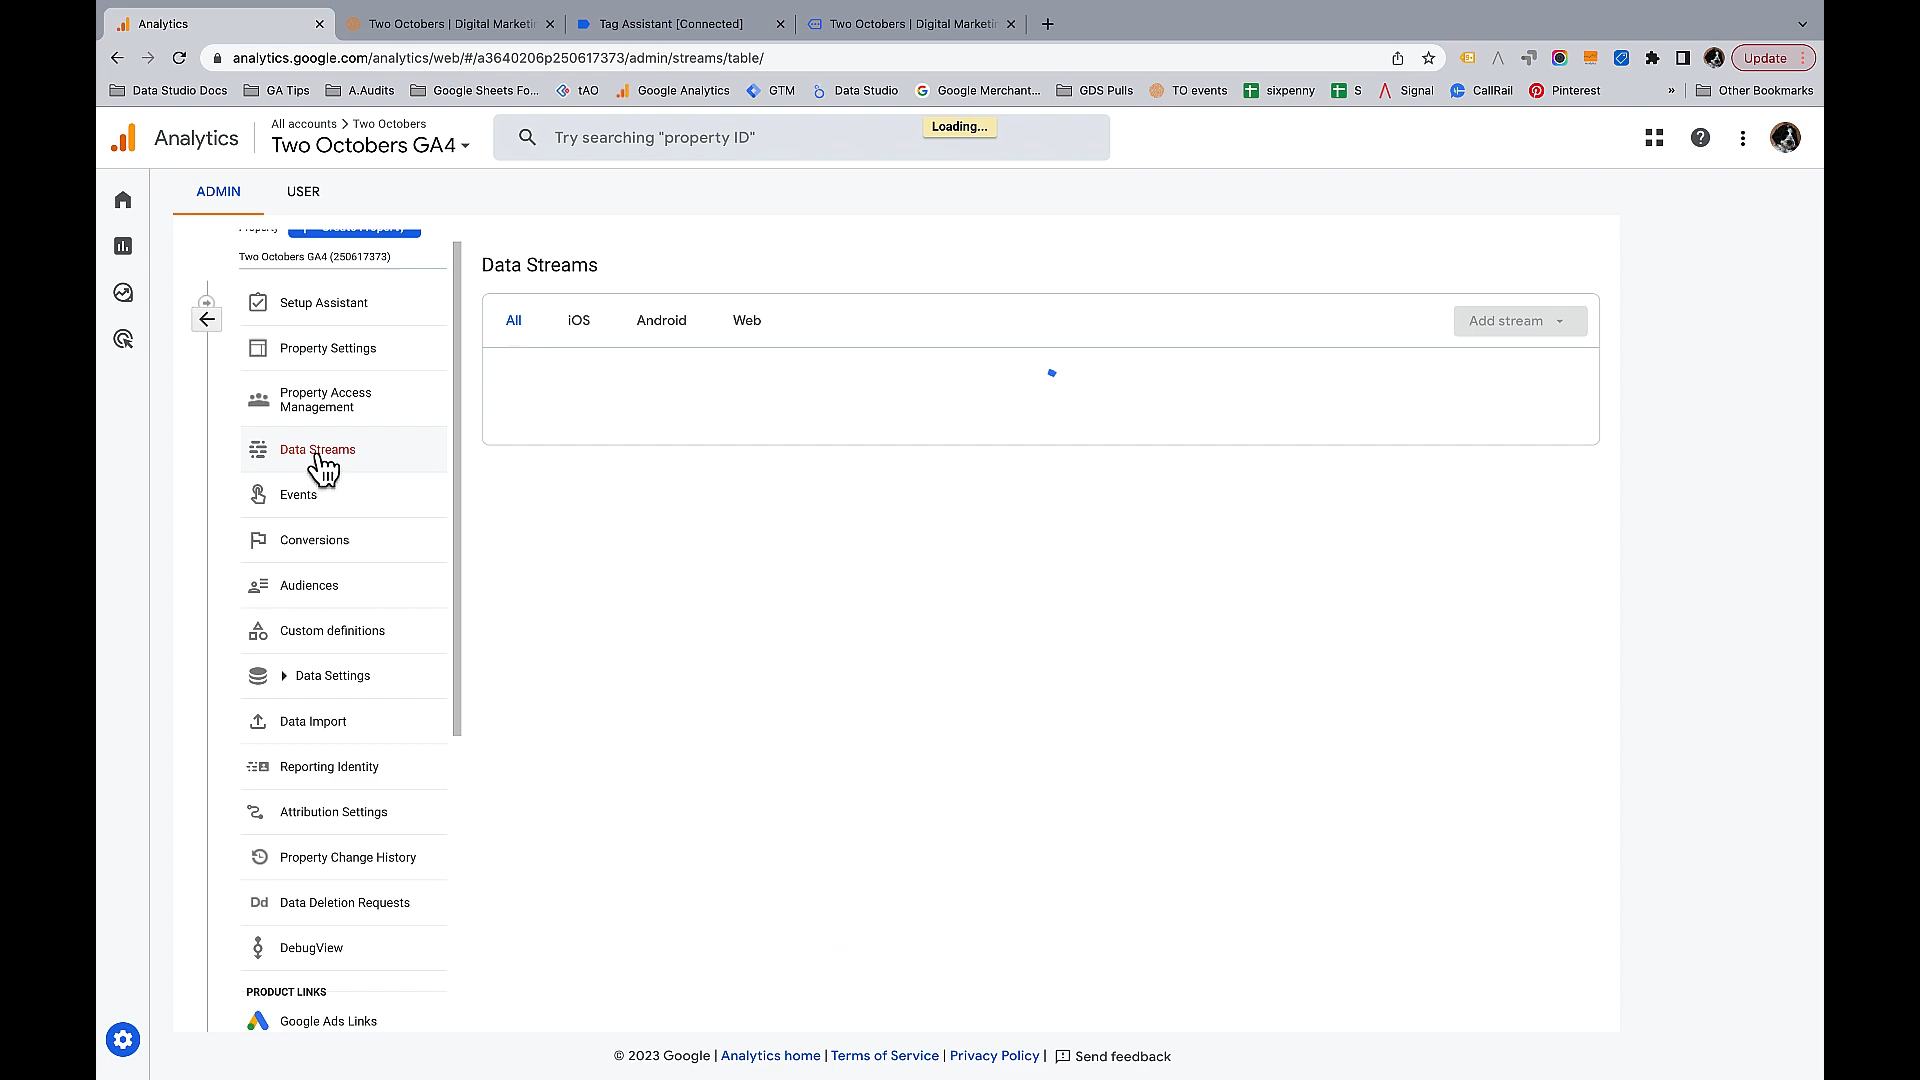 Analytics
Two Octobers | Digital Marketin
Tag Assistant [Connected]
Two Octobers | Digital Marketin
analytics.google.com/analytics/web/#/a3640206p250617373/admin/streams/table/
Update
Data Studio Docs
GA Tips
A.Audits
Google Sheets Fo...
tAO
Google Analytics
GTM
Data Studio
Google Merchant...
GDS Pulls
TO events
sixpenny
S
Signal
CallRail
Pinterest
»
Other Bookmarks
Analytics
All accounts > Two Octobers
Two Octobers GA4
Try searching "property ID"
Loading...
ADMIN
USER
Property
Create Property
Two Octobers GA4 (250617373)
Setup Assistant
Property Settings
Property Access
Management
Data Streams
Events
Conversions
Audiences
Custom definitions
Data Settings
Data Import
Reporting Identity
Attribution Settings
Property Change History
Dd Data Deletion Requests
DebugView
PRODUCT LINKS
Google Ads Links
Data Streams
All
iOS
Android
Web
Add stream
© 2023 Google | Analytics home | Terms of Service | Privacy Policy | Send feedback